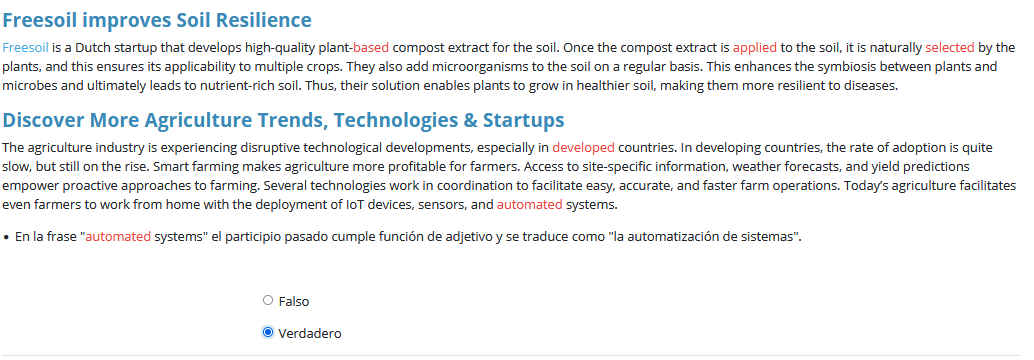 Freesoil improves Soil Resilience
Freesoil is a Dutch startup that develops high-quality plant-based compost extract for the soil. Once the compost extract is applied to the soil, it is naturally selected by the
plants, and this ensures its applicability to multiple crops. They also add microorganisms to the soil on a regular basis. This enhances the symbiosis between plants and
microbes and ultimately leads to nutrient-rich soil. Thus, their solution enables plants to grow in healthier soil, making them more resilient to diseases.
Discover More Agriculture Trends, Technologies & Startups
The agriculture industry is experiencing disruptive technological developments, especially in developed countries. In developing countries, the rate of adoption is quite
slow, but still on the rise. Smart farming makes agriculture more profitable for farmers. Access to site-specific information, weather forecasts, and yield predictions
empower proactive approaches to farming. Several technologies work in coordination to facilitate easy, accurate, and faster farm operations. Today’s agriculture facilitates
even farmers to work from home with the deployment of IoT devices, sensors, and automated systems.
• En la frase "automated systems" el participio pasado cumple función de adjetivo y se traduce como "la automatización de sistemas".
Falso
Verdadero